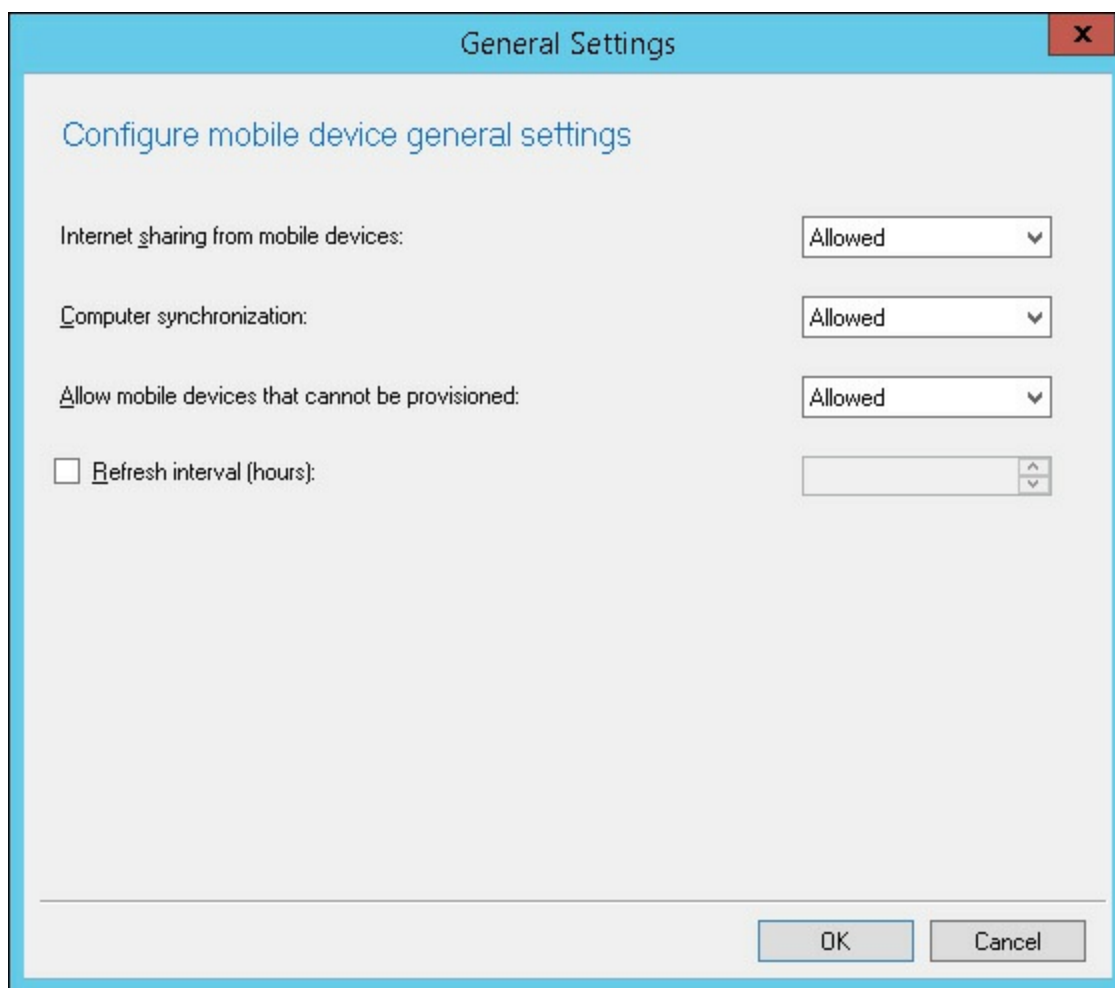 General Settings
x
Configure mobile device general settings
Internet sharing from mobile devices: Allowed
Computer synchronization: Allowed
Allow mobile devices that cannot be provisioned: Allowed
Refresh interval (hours):
OK Cancel